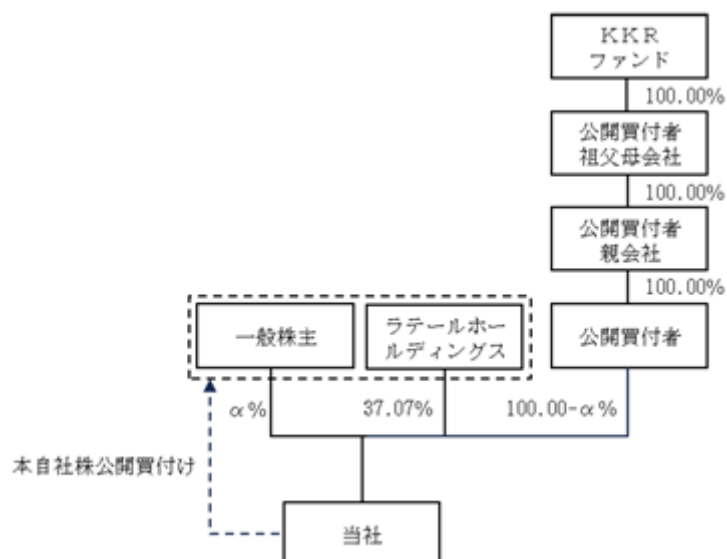 KKR
ファンド
100.00%
公開買付者
祖父母会社
100.00%
公開買付者
親会社
100.00%
一般株主
ラテールホー
ルディングス
公開買付者
α%
37.07%
100.00-α%
本自社株公開買付け
当社